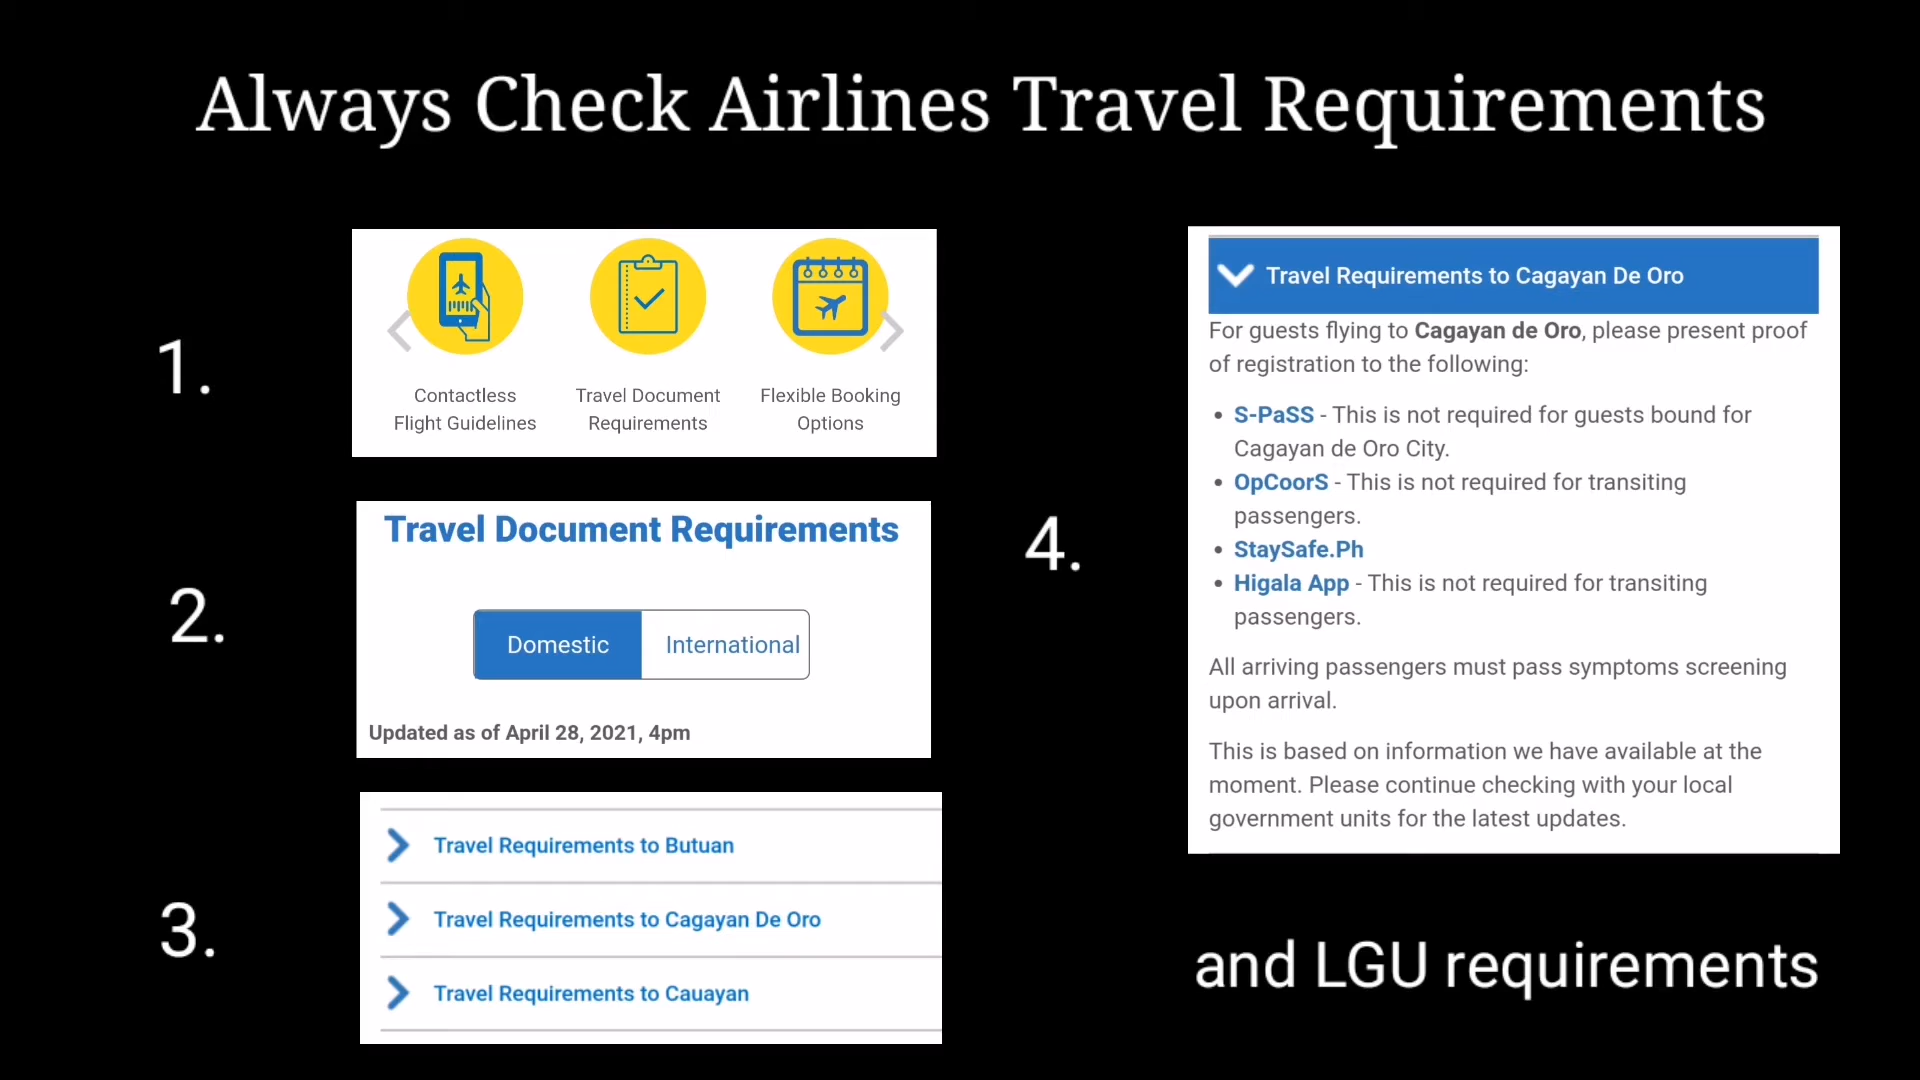 Always Check Airlines Travel Requirements
1.
Contactless
Flight Guidelines
Travel Document
Requirements
Flexible Booking
Options
2.
Travel Document Requirements
Domestic
International
Updated as of April 28, 2021, 4pm
3.
Travel Requirements to Butuan
Travel Requirements to Cagayan De Oro
Travel Requirements to Cauayan
4.
Travel Requirements to Cagayan De Oro
For guests flying to Cagayan de Oro, please present proof
of registration to the following:
• S-PaSS - This is not required for guests bound for
Cagayan de Oro City.
• OpCoorS - This is not required for transiting
passengers.
• StaySafe.Ph
• Higala App - This is not required for transiting
passengers.
All arriving passengers must pass symptoms screening
upon arrival.
This is based on information we have available at the
moment. Please continue checking with your local
government units for the latest updates.
and LGU requirements